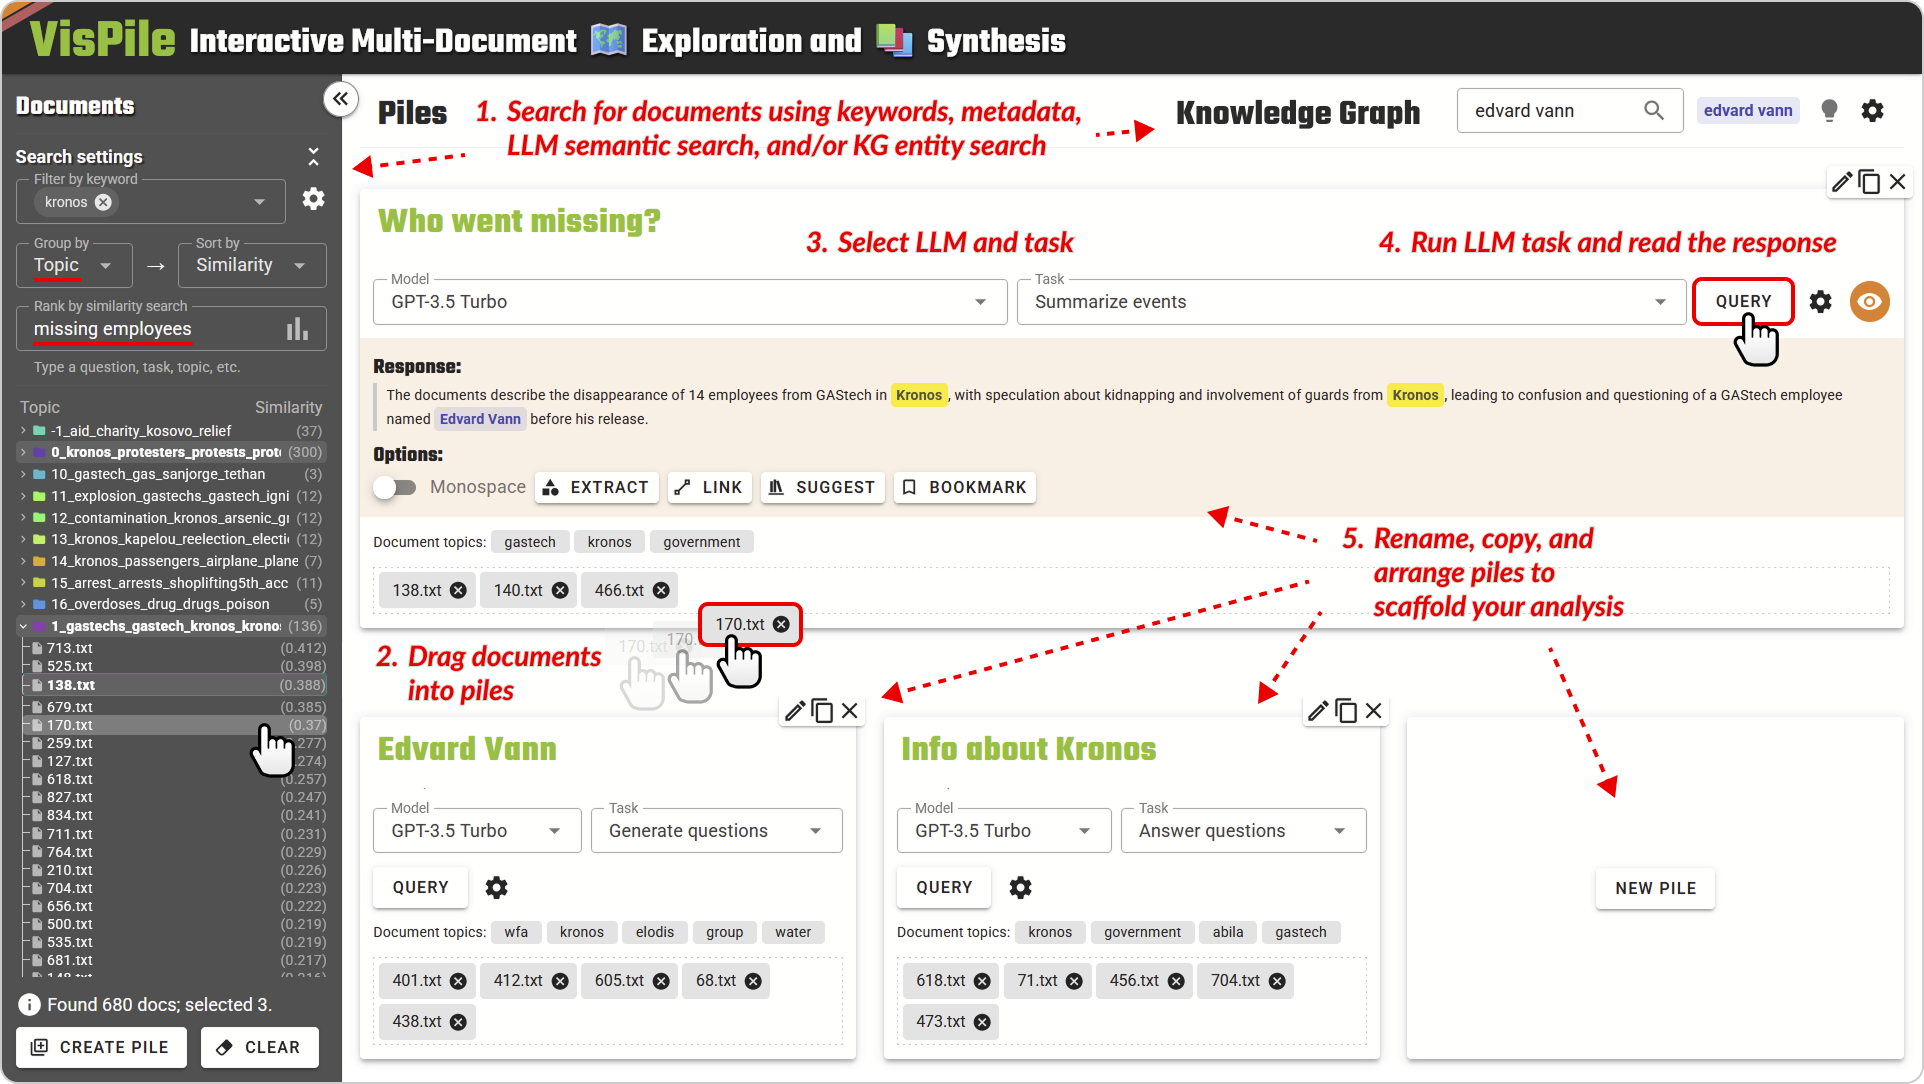 VisPile Interactive Multi-Document Exploration and Synthesis
Documents
Search settings
Filter by keyword
kronos
Group by
Topic
→
Sort by
Similarity
Rank by similarity search
missing employees
Type a question, task, topic, etc.
Topic Similarity
-1_aid_charity_kosovo_relief (37)
0_kronos_protesters_protests_prot (300)
10_gastech_gas_sanjorge_tethan (3)
11_explosion_gastechs_gastech_igni (12)
12_contamination_kronos_arsenic_gr (12)
13_kronos_kapelou_reelection_electi (12)
14_kronos_passengers_airplane_plane (7)
15_arrest_arrests_shoplifting5th_acc (11)
16_overdoses_drug_drugs_poison (5)
1_gastechs_gastech_kronos_krono (136)
713.txt (0.412)
525.txt (0.398)
138.txt (0.388)
679.txt (0.385)
170.txt (0.37)
259.txt .277)
127.txt .274)
618.txt (0.257)
827.txt (0.247)
834.txt (0.241)
711.txt (0.231)
764.txt (0.229)
210.txt (0.226)
704.txt (0.223)
656.txt (0.222)
500.txt (0.219)
535.txt (0.219)
681.txt (0.217)
148.txt (0.216)
Found 680 docs; selected 3.
CREATE PILE
CLEAR
Piles
1. Search for documents using keywords, metadata,
LLM semantic search, and/or KG entity search
Knowledge Graph
edvard vann
edvard vann
Who went missing?
3. Select LLM and task
4. Run LLM task and read the response
Model
GPT-3.5 Turbo
Task
Summarize events
QUERY
Response:
The documents describe the disappearance of 14 employees from GAStech in Kronos, with speculation about kidnapping and involvement of guards from Kronos, leading to confusion and questioning of a GAStech employee
named Edvard Vann before his release.
Options:
Monospace
EXTRACT
LINK
SUGGEST
BOOKMARK
Document topics: gastech kronos government
138.txt 140.txt 466.txt
170.txt 170. 170.txt
5. Rename, copy, and
arrange piles to
scaffold your analysis
2. Drag documents
into piles
Edvard Vann
Model
GPT-3.5 Turbo
Task
Generate questions
QUERY
Document topics: wfa kronos elodis group water
401.txt 412.txt 605.txt 68.txt
438.txt
Info about Kronos
Model
GPT-3.5 Turbo
Task
Answer questions
QUERY
Document topics: kronos government abila gastech
618.txt 71.txt 456.txt 704.txt
473.txt
NEW PILE